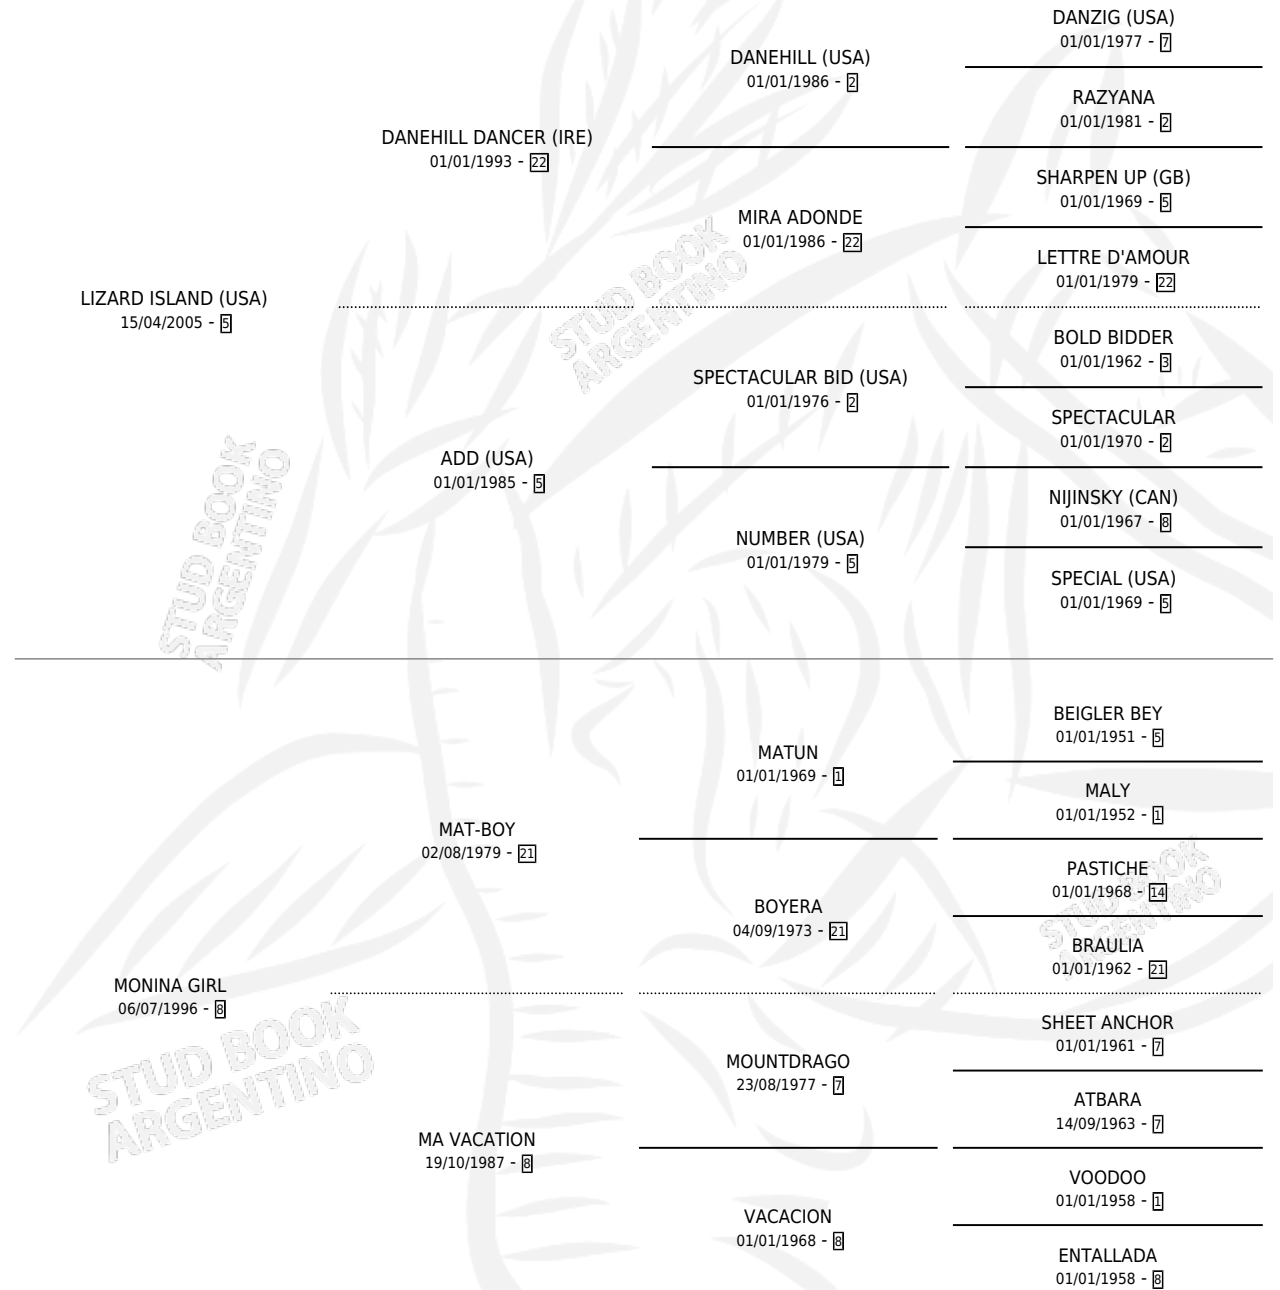 DANZIG (USA)
01/01/1977 - 7
DANEHILL (USA)
01/01/1986 - 2
RAZYANA
01/01/1981 - 2
DANEHILL DANCER (IRE)
01/01/1993 - 22
SHARPEN UP (GB)
01/01/1969 - 5
MIRA ADONDE
01/01/1986 - 22
LETTRE D'AMOUR
01/01/1979 - 22
LIZARD ISLAND (USA)
15/04/2005 - 5
STUD BOOK
ARGENTINO
BOLD BIDDER
01/01/1962 - 3
SPECTACULAR BID (USA)
01/01/1976 - 2
SPECTACULAR
01/01/1970 - 2
ADD (USA)
01/01/1985 - 5
NIJINSKY (CAN)
01/01/1967 - 8
NUMBER (USA)
01/01/1979 - 5
SPECIAL (USA)
01/01/1969 - 5
STUD BOOK
ARGENTINO
BEIGLER BEY
01/01/1951 - 5
MATUN
01/01/1969 - 1
MALY
01/01/1952 - 1
MAT-BOY
02/08/1979 - 21
PASTICHE
01/01/1968 - 14
BOYERA
04/09/1973 - 21
BRAULIA
01/01/1962 - 21
STUD BOOK
ARGENTINO
MONINA GIRL
06/07/1996 - 8
SHEET ANCHOR
01/01/1961 - 7
MOUNTDRAGO
23/08/1977 - 7
ATBARA
14/09/1963 - 7
STUD BOOK
ARGENTINO
MA VACATION
19/10/1987 - 8
VOODOO
01/01/1958 - 1
VACACION
01/01/1968 - 8
ENTALLADA
01/01/1958 - 8